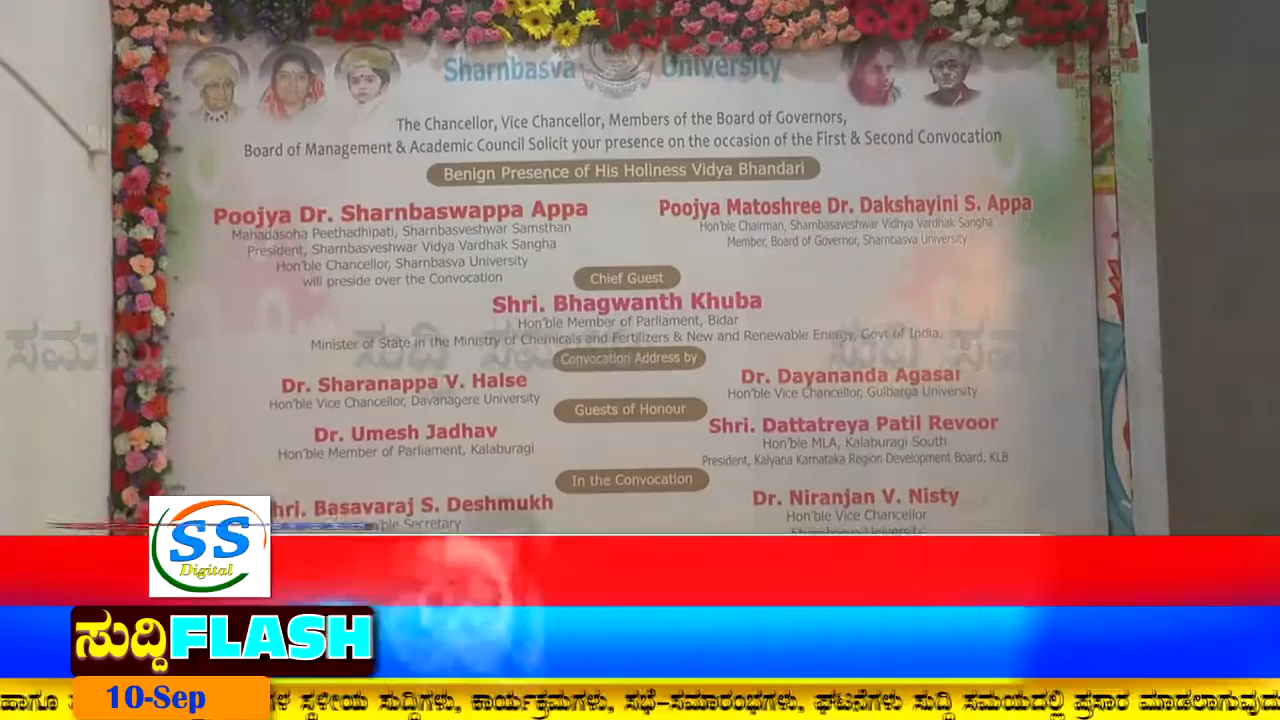 Sharnbasva University
The Chancellor, Vice Chancellor, Members of the Board of Governors,
Board of Management & Academic Council Solicit your presence on the occasion of the First & Second Convocation
Benign Presence of His Holiness Vidya Bhandari
Poojya Dr. Sharnbaswappa Appa
Mahadasoha Peethadhipati, Sharnbasveshwar Samsthan
President, Sharnbasveshwar Vidya Vardhak Sangha
Hon'ble Chancellor, Sharnbasva University
will preside over the Convocation
Poojya Matoshree Dr. Dakshayini S. Appa
Hon'ble Chairman, Sharnbasaveshwar Vidhya Vardhak Sangha
Member, Board of Governor, Sharnbasva University
Chief Guest
Shri. Bhagwanth Khuba
Hon'ble Member of Parliament, Bidar
Minister of State in the Ministry of Chemicals and Fertilizers & New and Renewable Energy, Govt of India.
Convocation Address by
Dr. Sharanappa V. Halse
Hon'ble Vice Chancellor, Davanagere University
Dr. Dayananda Agasar
Hon'ble Vice Chancellor, Gulbarga University
Guests of Honour
Dr. Umesh Jadhav
Hon'ble Member of Parliament, Kalaburagi
Shri. Dattatreya Patil Revoor
Hon'ble MLA, Kalaburagi South
President, Kalyana Karnataka Region Development Board, KLB
In the Convocation
Basavaraj S. Deshmukh
Secretary
Dr. Niranjan V. Nisty
Hon'ble Vice Chancellor
SS
Digital
ಸುದ್ದಿ FLASH
10-Sep
ಹಾಗೂ ಸ್ಥಳೀಯ ಸುದ್ದಿಗಳು, ಕಾರ್ಯಕ್ರಮಗಳು, ಸಭೆ-ಸಮಾರಂಭಗಳು, ಘಟನೆಗಳು ಸುದ್ದಿ ಸಮಯದಲ್ಲಿ ಪ್ರಸಾರ ಮಾಡಲಾಗುವುದು